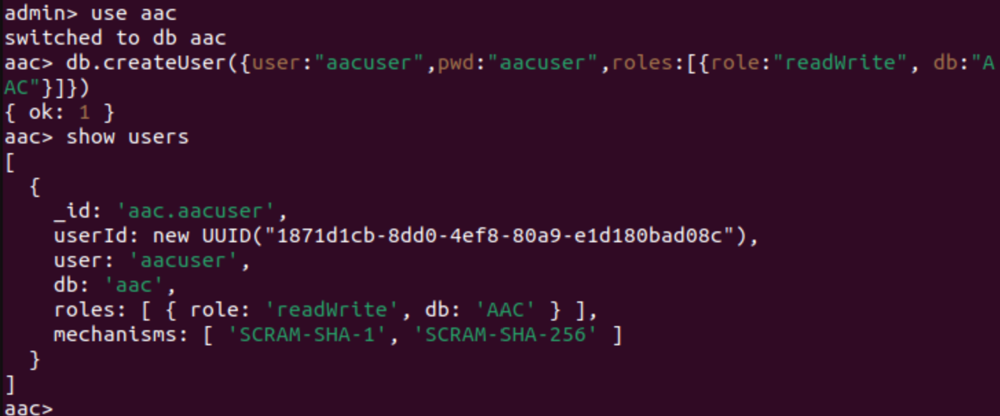 admin> use aac
switched to db aac
aac> db.createUser({user:"aacuser",pwd:"aacuser",roles:[{role:"readWrite", db:"A
AC"}]})
{ ok: 1 }
aac> show users
[
  {
    _id: 'aac.aacuser',
    userId: new UUID("1871d1cb-8dd0-4ef8-80a9-e1d180bad08c"),
    user: 'aacuser',
    db: 'aac',
    roles: [ { role: 'readWrite', db: 'AAC' } ],
    mechanisms: [ 'SCRAM-SHA-1', 'SCRAM-SHA-256' ]
  }
]
aac>